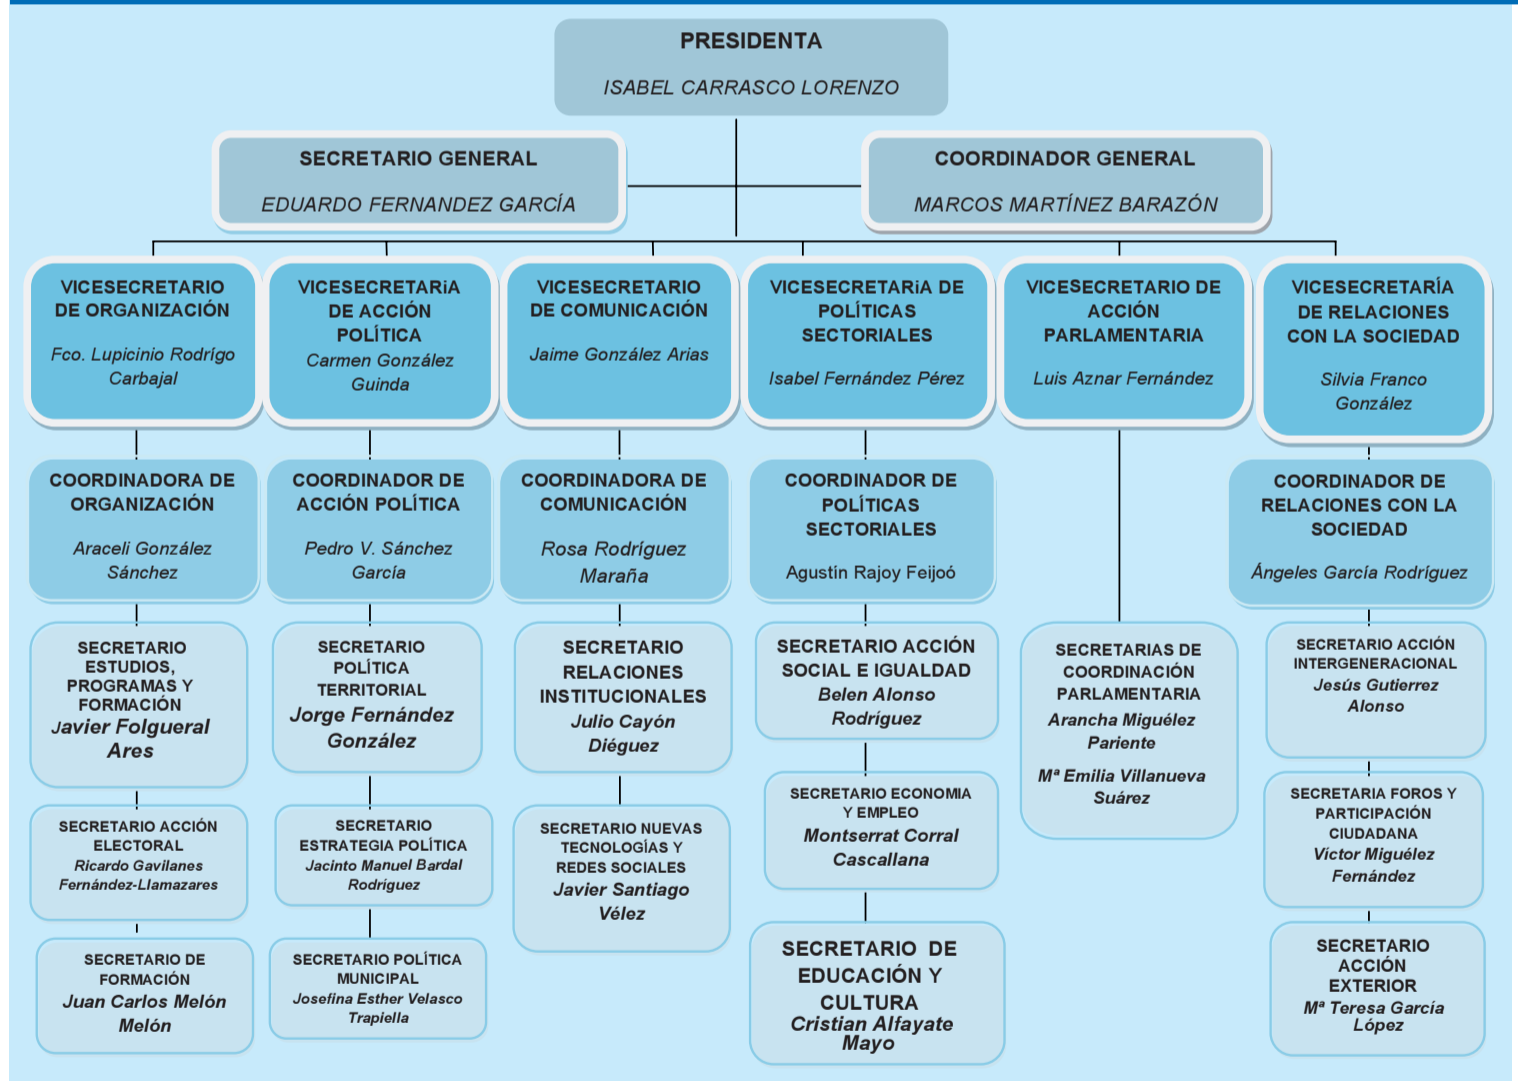 PRESIDENTA
ISABEL CARRASCO LORENZO
SECRETARIO GENERAL
EDUARDO FERNANDEZ GARCÍA
COORDINADOR GENERAL
MARCOS MARTÍNEZ BARAZÓN
VICESECRETARIO
DE ORGANIZACIÓN
Fco. Lupicinio Rodrígo
Carbajal
VICESECRETARiA
DE ACCIÓN
POLÍTICA
Carmen González
Guinda
VICESECRETARIO
DE COMUNICACIÓN
Jaime González Arias
VICESECRETARiA DE
POLÍTICAS
SECTORIALES
Isabel Fernández Pérez
VICESECRETARIO DE
ACCIÓN
PARLAMENTARIA
Luis Aznar Fernández
VICESECRETARÍA
DE RELACIONES
CON LA SOCIEDAD
Silvia Franco
González
COORDINADORA DE
ORGANIZACIÓN
Araceli González
Sánchez
COORDINADOR DE
ACCIÓN POLÍTICA
Pedro V. Sánchez
García
COORDINADORA DE
COMUNICACIÓN
Rosa Rodríguez
Maraña
COORDINADOR DE
POLÍTICAS
SECTORIALES
Agustín Rajoy Feijoó
COORDINADOR DE
RELACIONES CON LA
SOCIEDAD
Ángeles García Rodríguez
SECRETARIO
ESTUDIOS,
PROGRAMAS Y
FORMACIÓN
Javier Folgueral
Ares
SECRETARIO
POLÍTICA
TERRITORIAL
Jorge Fernández
González
SECRETARIO
RELACIONES
INSTITUCIONALES
Julio Cayón
Diéguez
SECRETARIO ACCIÓN
SOCIAL E IGUALDAD
Belen Alonso
Rodríguez
SECRETARIAS DE
COORDINACIÓN
PARLAMENTARIA
Arancha Miguélez
Pariente
Mª Emilia Villanueva
Suárez
SECRETARIO ACCIÓN
INTERGENERACIONAL
Jesús Gutierrez
Alonso
SECRETARIO ACCIÓN
ELECTORAL
Ricardo Gavilanes
Fernández-Llamazares
SECRETARIO
ESTRATEGIA POLÍTICA
Jacinto Manuel Bardal
Rodríguez
SECRETARIO NUEVAS
TECNOLOGÍAS Y
REDES SOCIALES
Javier Santiago
Vélez
SECRETARIO ECONOMIA
Y EMPLEO
Montserrat Corral
Cascallana
SECRETARIA FOROS Y
PARTICIPACIÓN
CIUDADANA
Víctor Miguélez
Fernández
SECRETARIO DE
FORMACIÓN
Juan Carlos Melón
Melón
SECRETARIO POLÍTICA
MUNICIPAL
Josefina Esther Velasco
Trapiella
SECRETARIO DE
EDUCACIÓN Y
CULTURA
Cristian Alfayate
Mayo
SECRETARIO
ACCIÓN
EXTERIOR
Mª Teresa García
López